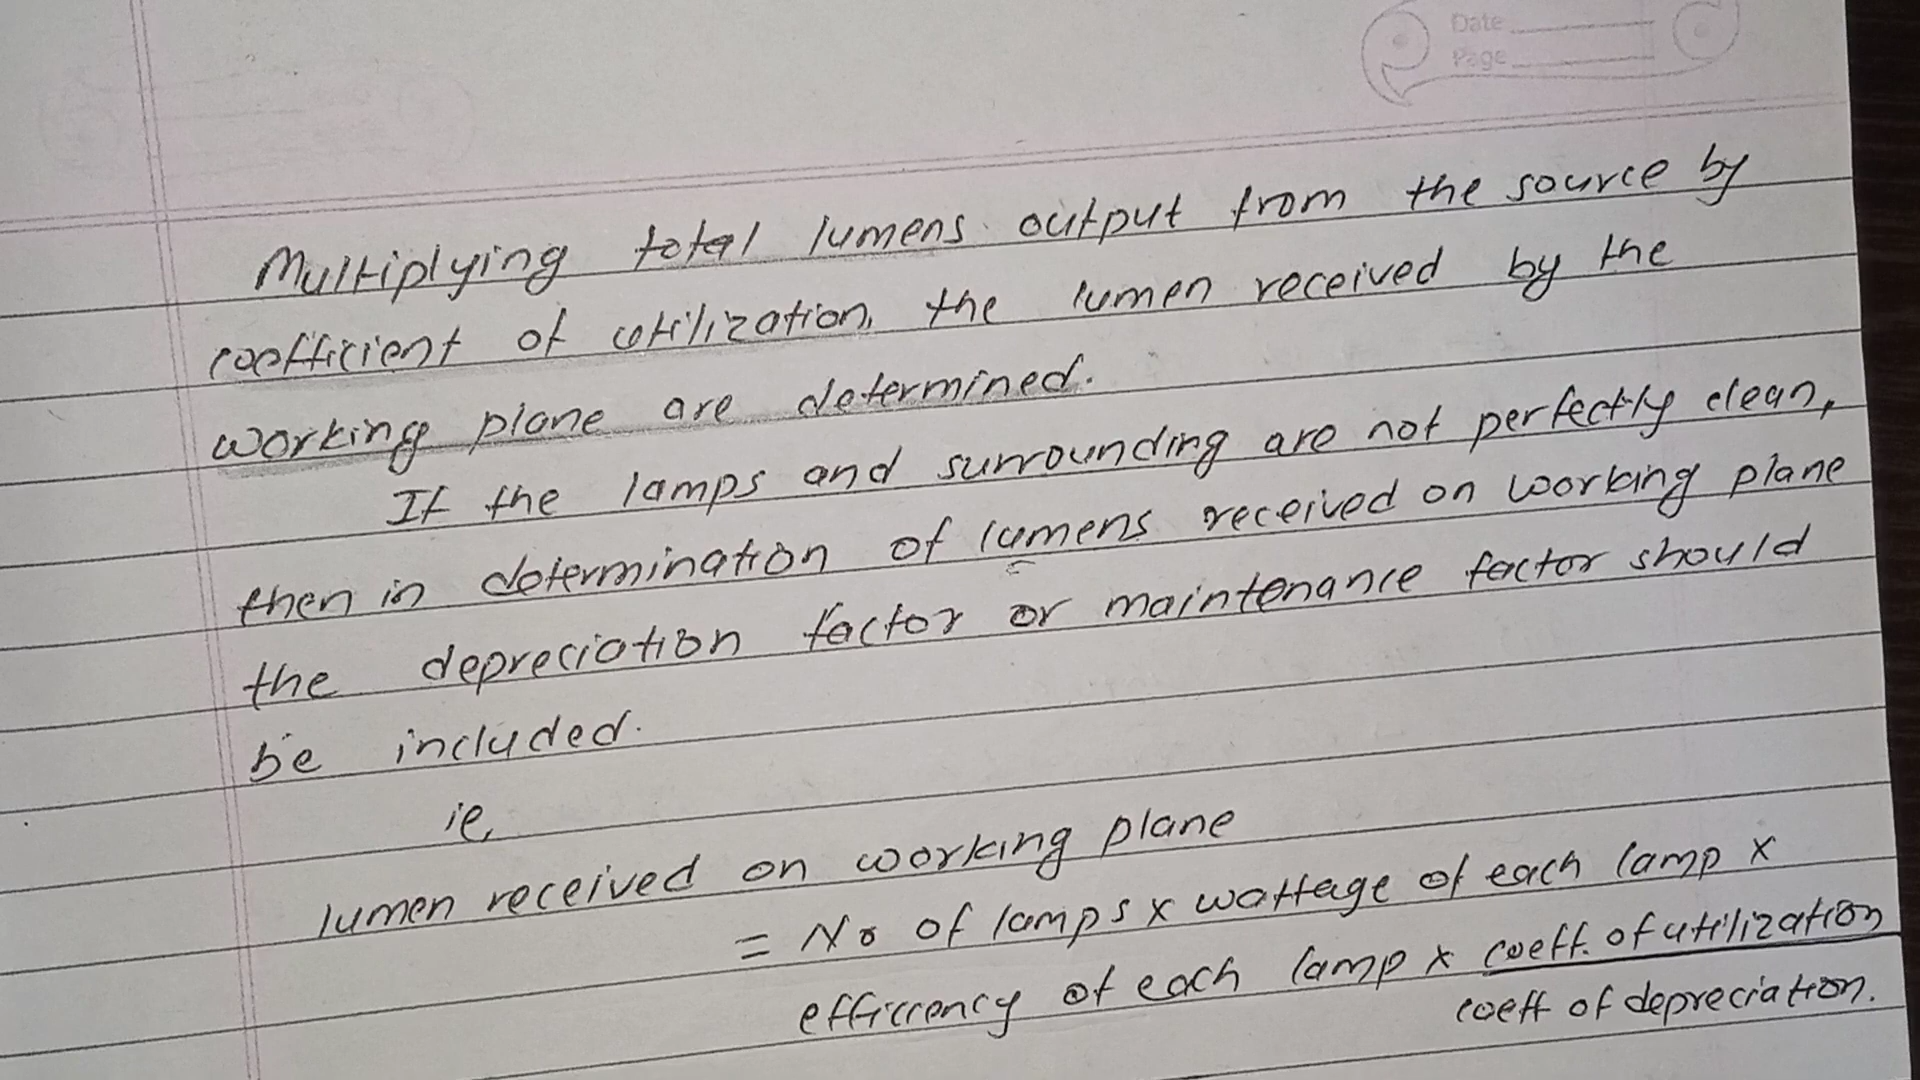 Date
Page
Multiplying total lumens output from the source by
coefficient of utilization, the lumen received by the
working plane are determined.
If the lamps and surrounding are not perfectly clean,
then in determination of lumens received on working plane
the depreciation factor or maintenance factor should
be included.
ie,
lumen received on working plane
= No of lamps x wattage of each lamp x
efficiency of each lamp x coeff. of utilization
coeff of depreciation.